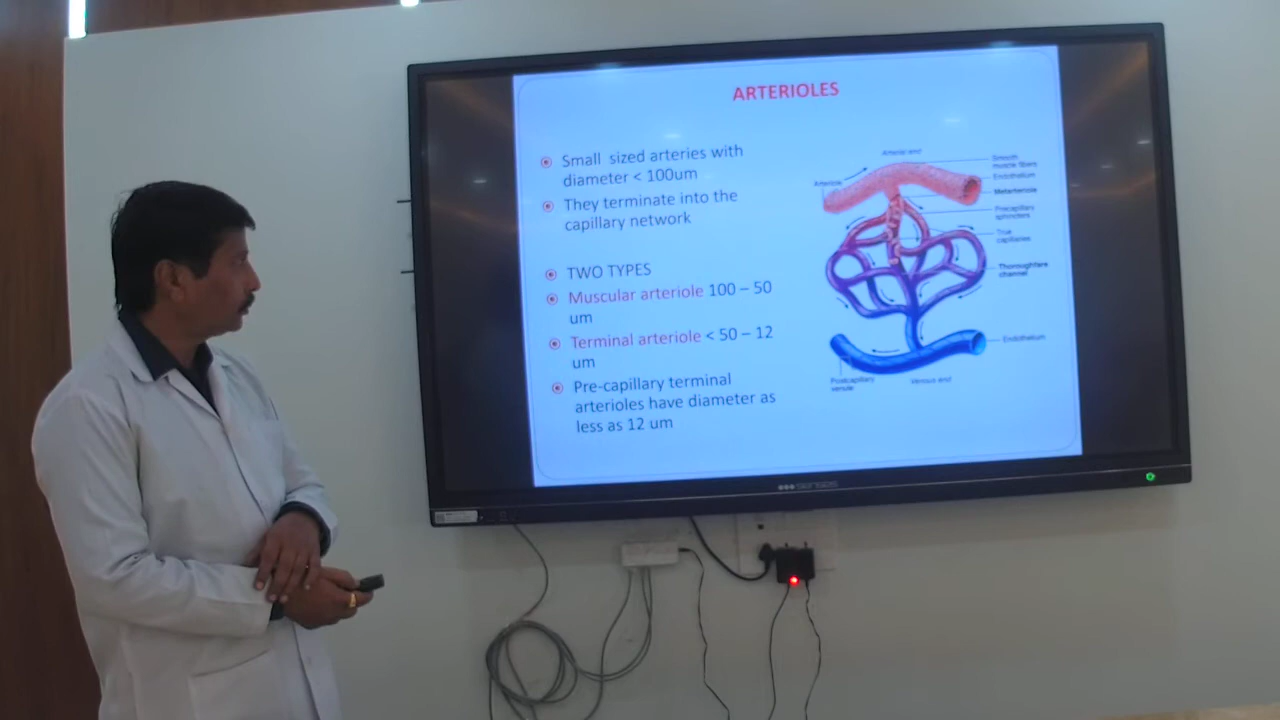 ARTERIOLES
Small sized arteries with
diameter < 100um
They terminate into the
capillary network
TWO TYPES
Muscular arteriole 100 – 50
um
Terminal arteriole < 50 – 12
um
Pre-capillary terminal
arterioles have diameter as
less as 12 um
Arterial end
Smooth
muscle fibers
Endothelium
Arteriole
Metarteriole
Precapillary
sphincters
True
capillaries
Thoroughfare
channel
Endothelium
Postcapillary
venule
Venous end